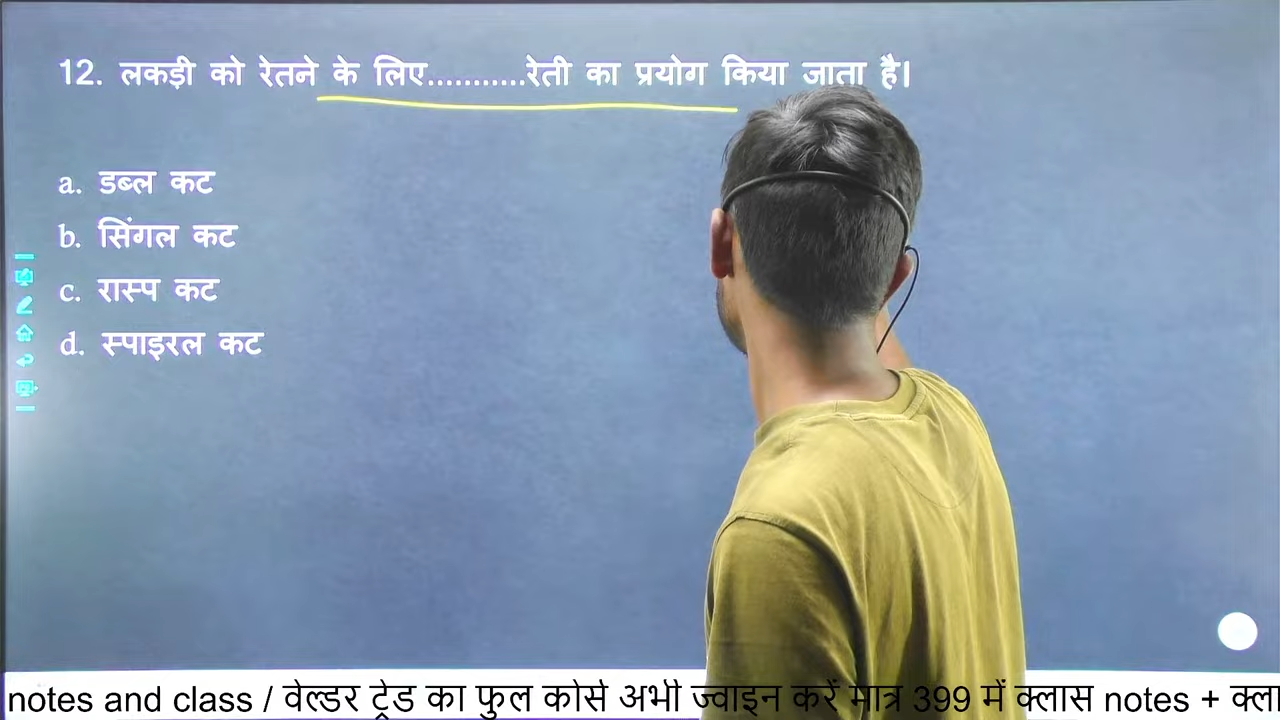 12. लकड़ी को रेतने के लिए...........रेती का प्रयोग किया जाता है।
a. डब्ल कट
b. सिंगल कट
c. रास्प कट
d. स्पाइरल कट
notes and class / वेल्डर ट्रेड का फुल कोर्स अभी ज्वाइन करें मात्र 399 में क्लास notes + क्ला